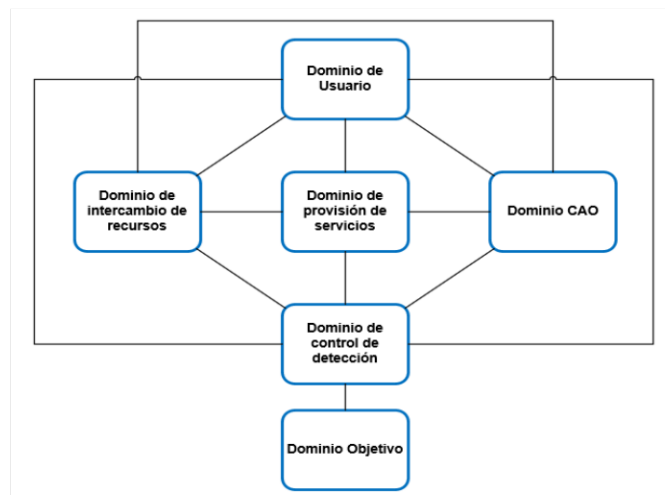 Dominio de
Usuario
Dominio de
intercambio de
recursos
Dominio de
provisión de
servicios
Dominio CAO
Dominio de
control de
detección
Dominio Objetivo